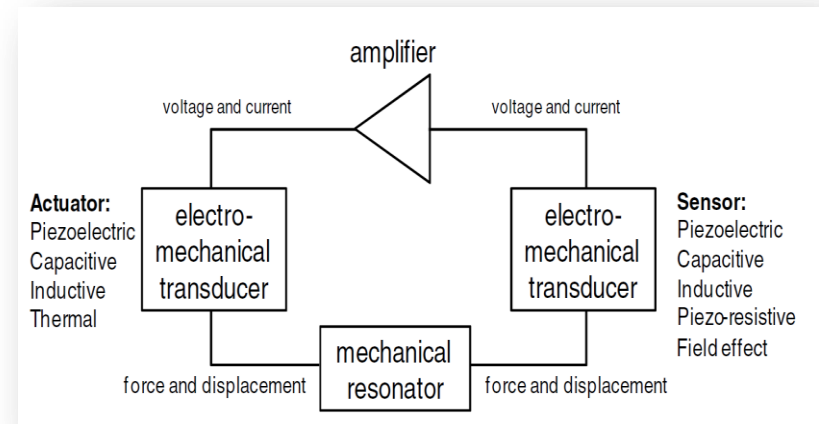 amplifier
voltage and current
voltage and current
Actuator:
Piezoelectric
Capacitive
Inductive
Thermal
electro-
mechanical
transducer
electro-
mechanical
transducer
Sensor:
Piezoelectric
Capacitive
Inductive
Piezo-resistive
Field effect
force and displacement
mechanical
resonator
force and displacement